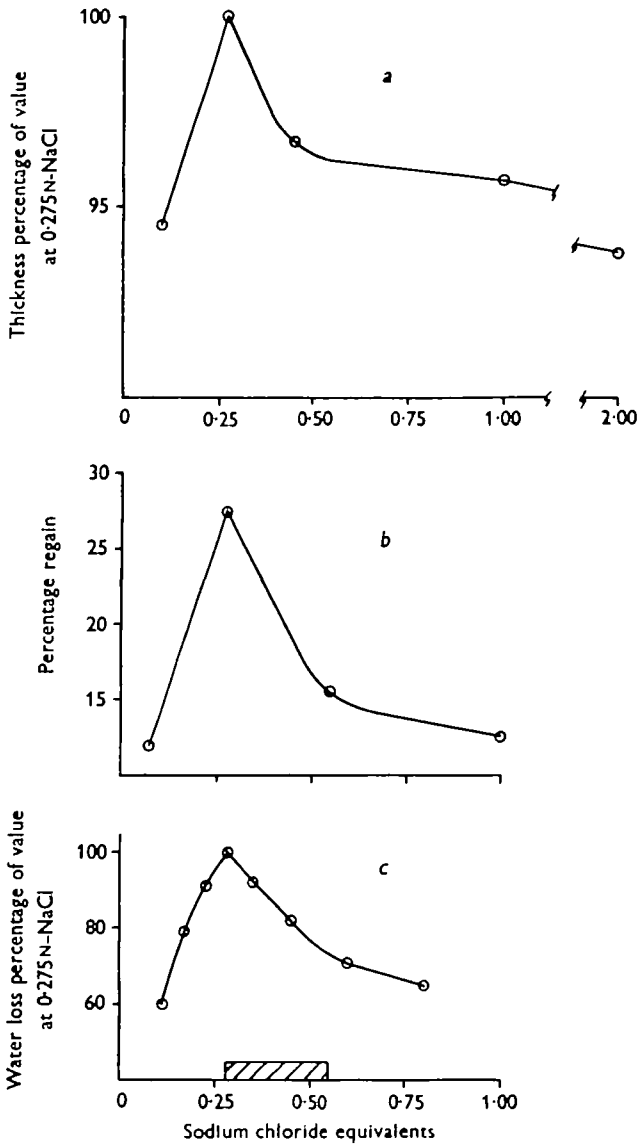 Thickness percentage of value
at 0·275N-NaCl
100
95
a
0
0·25
0·50
0·75
1·00
2·00
Percentage regain
30
25
20
15
b
Water loss percentage of value
at 0·275N–NaCl
100
80
60
c
0
0·25
0·50
0·75
1·00
Sodium chloride equivalents